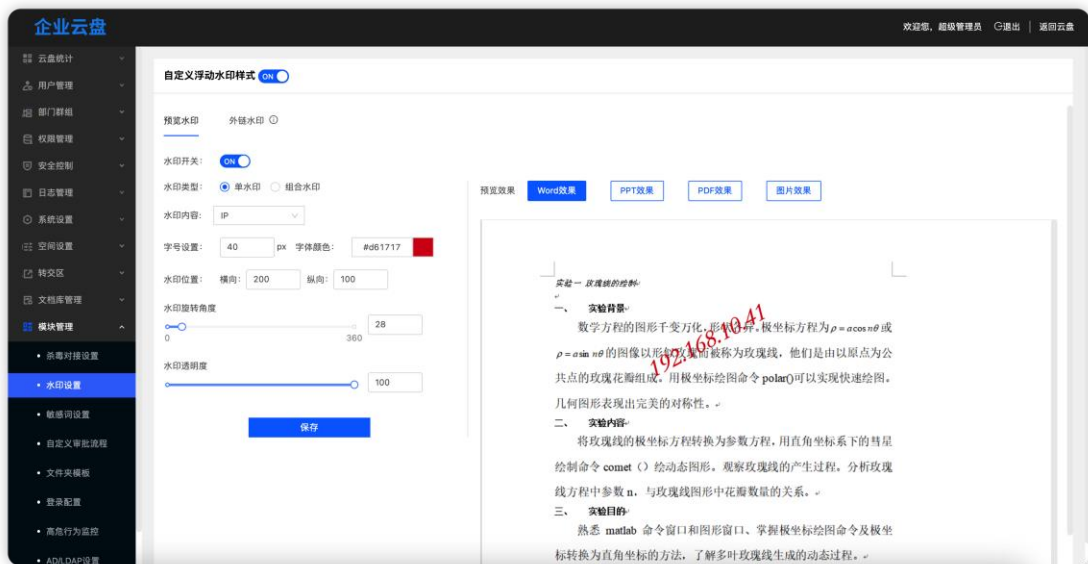 企业云盘
欢迎您，超级管理员 退出 | 返回云盘
云盘统计
用户管理
部门群组
权限管理
安全控制
日志管理
系统设置
空间设置
转交区
文档库管理
模块管理
• 杀毒对接设置
• 水印设置
• 敏感词设置
• 自定义审批流程
• 文件夹模板
• 登录配置
• 高危行为监控
• AD/LDAP设置
自定义浮动水印样式 ON
预览水印 外链水印
水印开关： ON
水印类型： 单水印 组合水印
水印内容： IP
字号设置： 40 px 字体颜色： #d61717
水印位置： 横向： 200 纵向： 100
水印旋转角度
28
0 360
水印透明度
100
保存
预览效果 Word效果 PPT效果 PDF效果 图片效果
实验一 玫瑰线的绘制
一、 实验背景
数学方程的图形千变万化，形状各异。极坐标方程为ρ = a cos nθ 或
ρ = a sin nθ 的图像以形似玫瑰而被称为玫瑰线，他们是由以原点为公
共点的玫瑰花瓣组成。用极坐标绘图命令 polar()可以实现快速绘图。
几何图形表现出完美的对称性。
192.168.10.41
二、 实验内容
将玫瑰线的极坐标方程转换为参数方程，用直角坐标系下的彗星
绘制命令 comet（）绘动态图形。观察玫瑰线的产生过程。分析玫瑰
线方程中参数 n，与玫瑰线图形中花瓣数量的关系。
三、 实验目的
熟悉 matlab 命令窗口和图形窗口、掌握极坐标绘图命令及极坐
标转换为直角坐标的方法，了解多叶玫瑰线生成的动态过程。